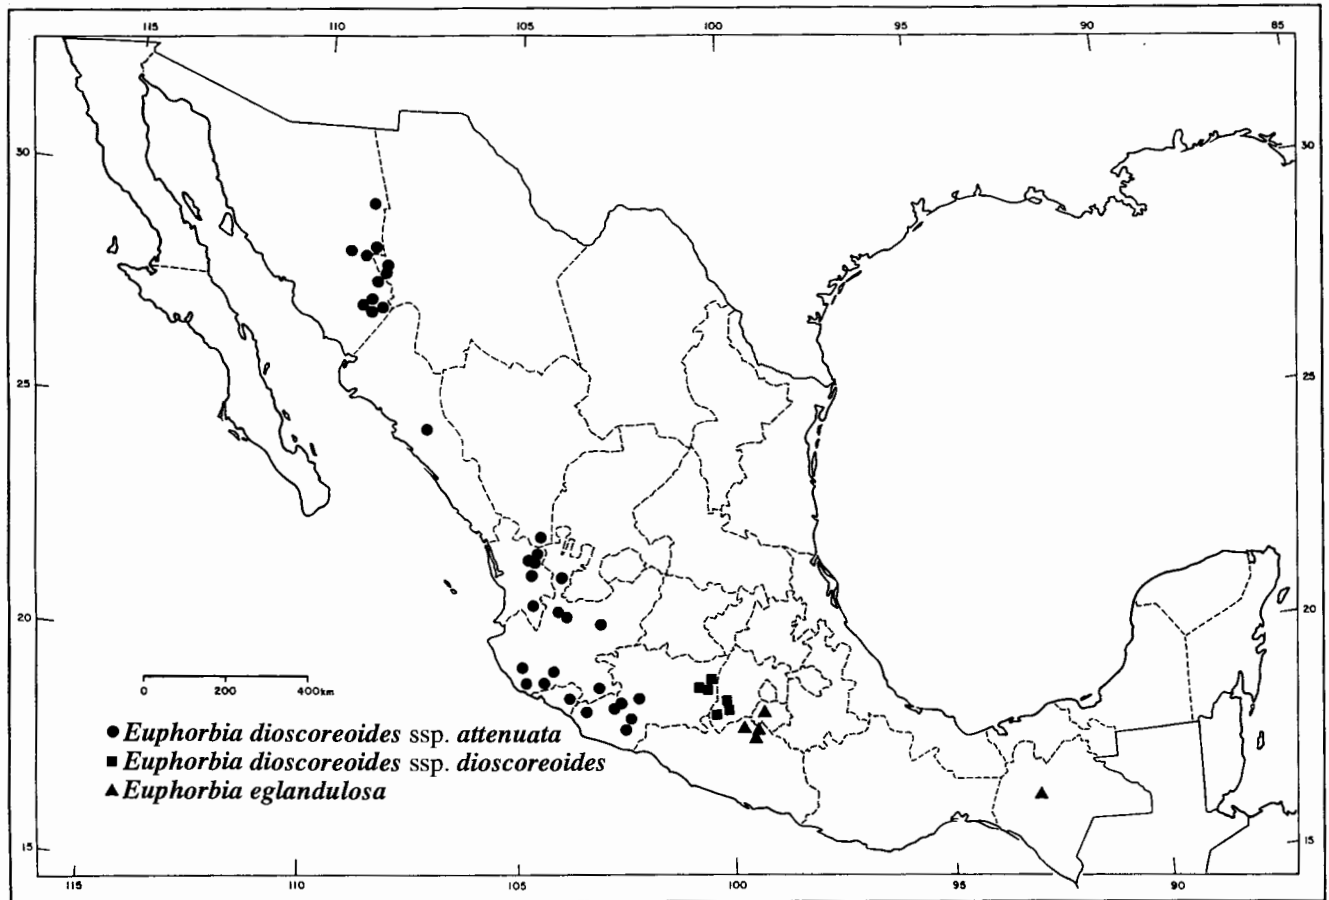 115 110 105 100 95 90 85
30 30
25 25
20 20
0 200 400km
● Euphorbia dioscoreoides ssp. attenuata
■ Euphorbia dioscoreoides ssp. dioscoreoides
▲ Euphorbia eglandulosa
15 15
115 110 105 100 95 90